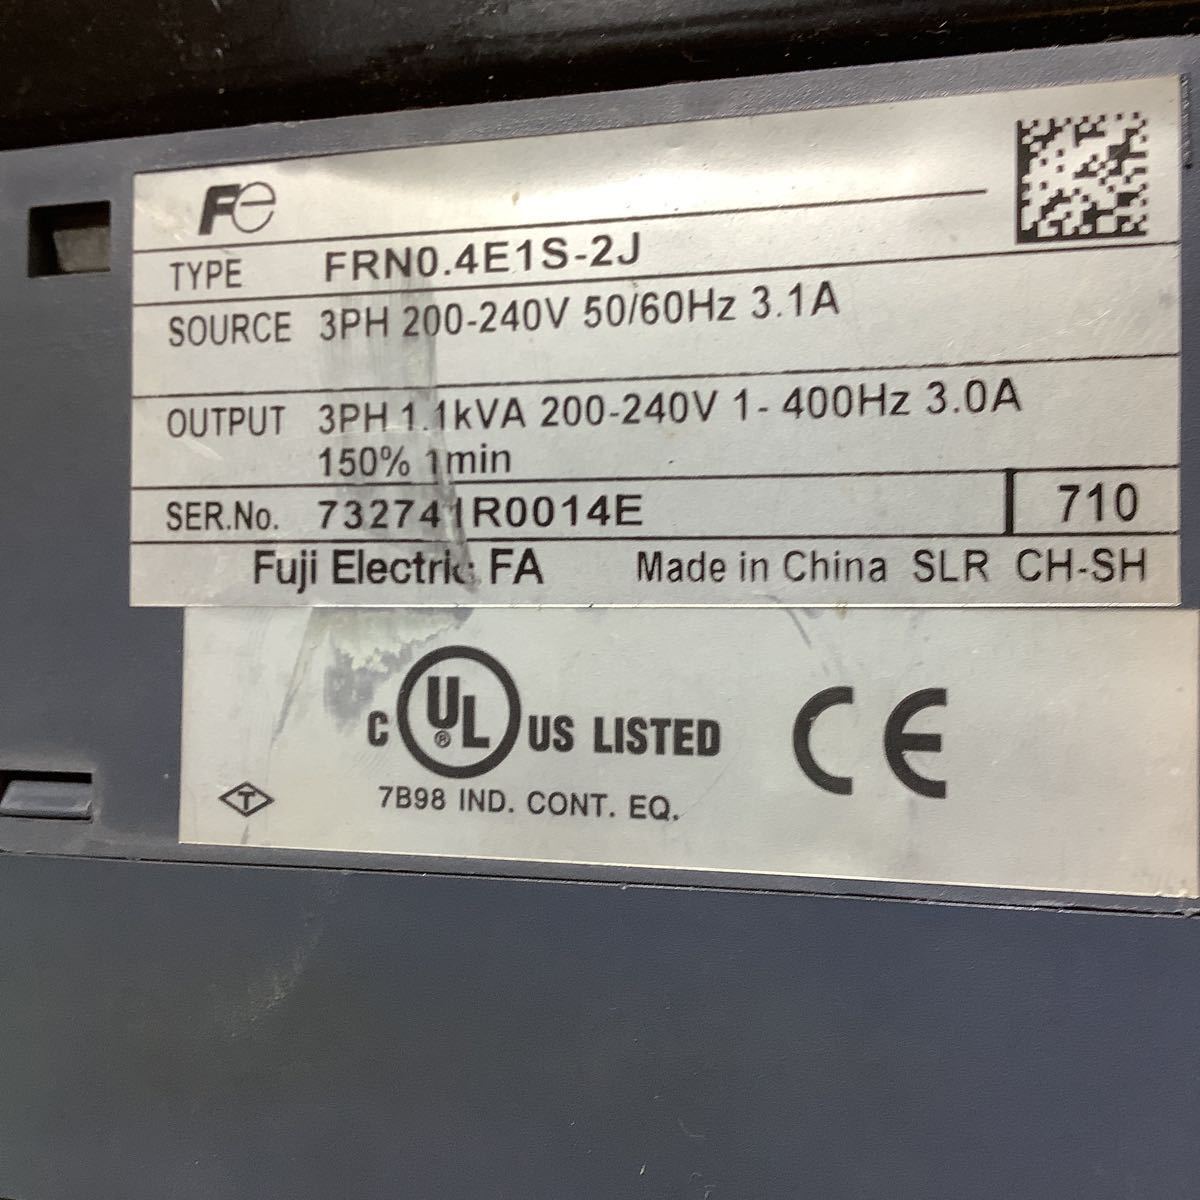 Fe
TYPE FRN0.4E1S-2J
SOURCE 3PH 200-240V 50/60Hz 3.1A
OUTPUT 3PH 1.1kVA 200-240V 1- 400Hz 3.0A
150% 1min
SER.No. 732741R0014E 710
Fuji Electric FA Made in China SLR CH-SH
C UL ® US LISTED CE
T 7B98 IND. CONT. EQ.